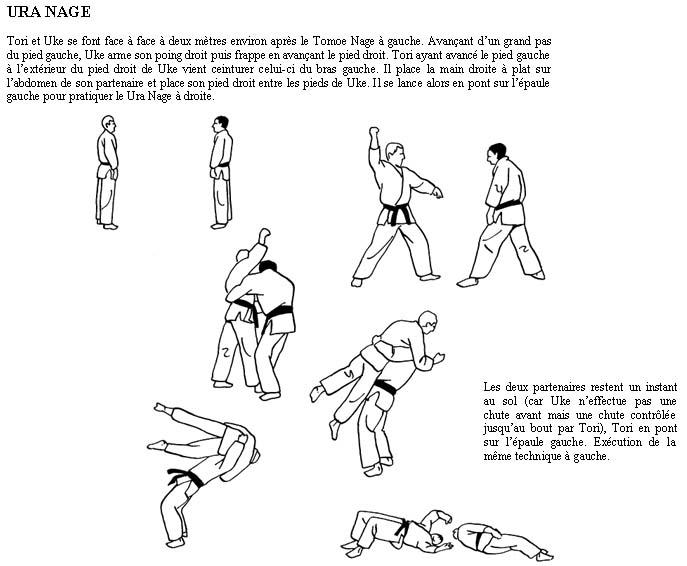 URA NAGE
Tori et Uke se font face à face à deux mètres environ après le Tomoe Nage à gauche. Avançant d'un grand pas
du pied gauche, Uke arme son poing droit puis frappe en avançant le pied droit. Tori ayant avancé le pied gauche
à l'extérieur du pied droit de Uke vient ceinturer celui-ci du bras gauche. Il place la main droite à plat sur
l'abdomen de son partenaire et place son pied droit entre les pieds de Uke. Il se lance alors en pont sur l'épaule
gauche pour pratiquer le Ura Nage à droite.
Les deux partenaires restent un instant
au sol (car Uke n'effectue pas une
chute avant mais une chute contrôlée
jusqu'au bout par Tori), Tori en pont
sur l'épaule gauche. Exécution de la
même technique à gauche.